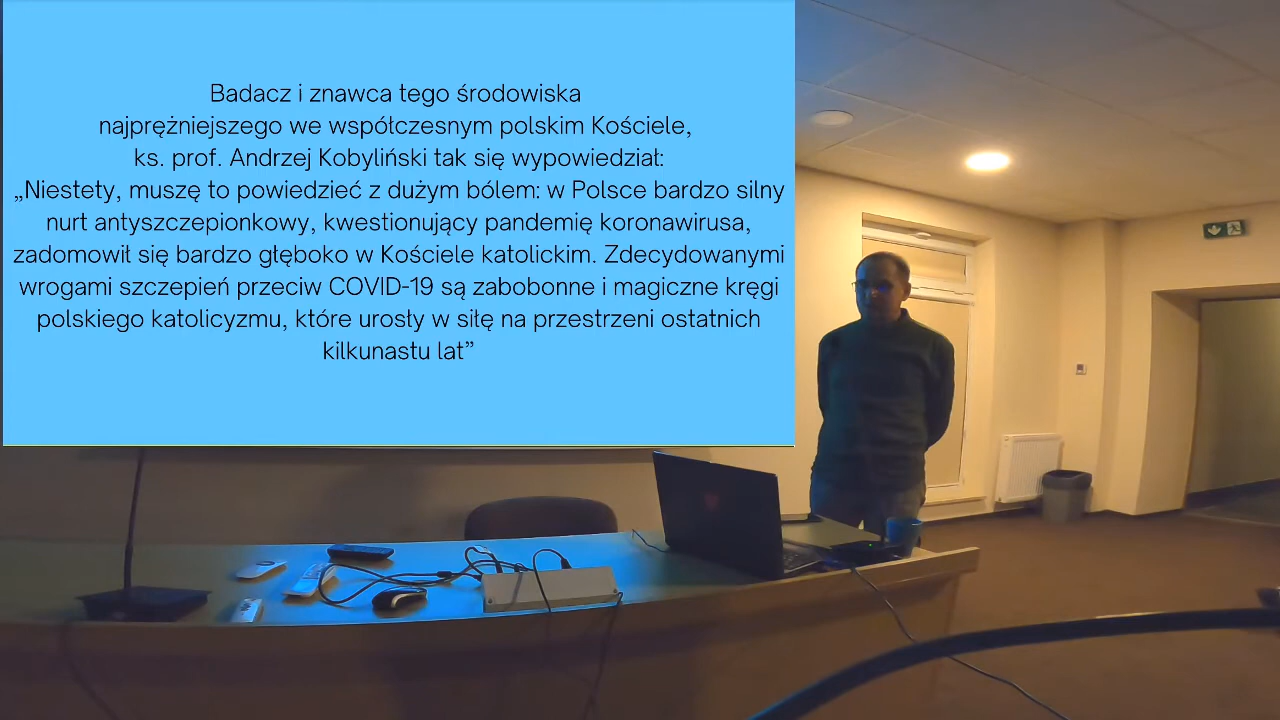 Badacz i znawca tego środowiska
najprężniejszego we współczesnym polskim Kościele,
ks. prof. Andrzej Kobyliński tak się wypowiedział:
„Niestety, muszę to powiedzieć z dużym bólem: w Polsce bardzo silny
nurt antyszczepionkowy, kwestionujący pandemię koronawirusa,
zadomowił się bardzo głęboko w Kościele katolickim. Zdecydowanymi
wrogami szczepień przeciw COVID-19 są zabobonne i magiczne kręgi
polskiego katolicyzmu, które urosły w siłę na przestrzeni ostatnich
kilkunastu lat”